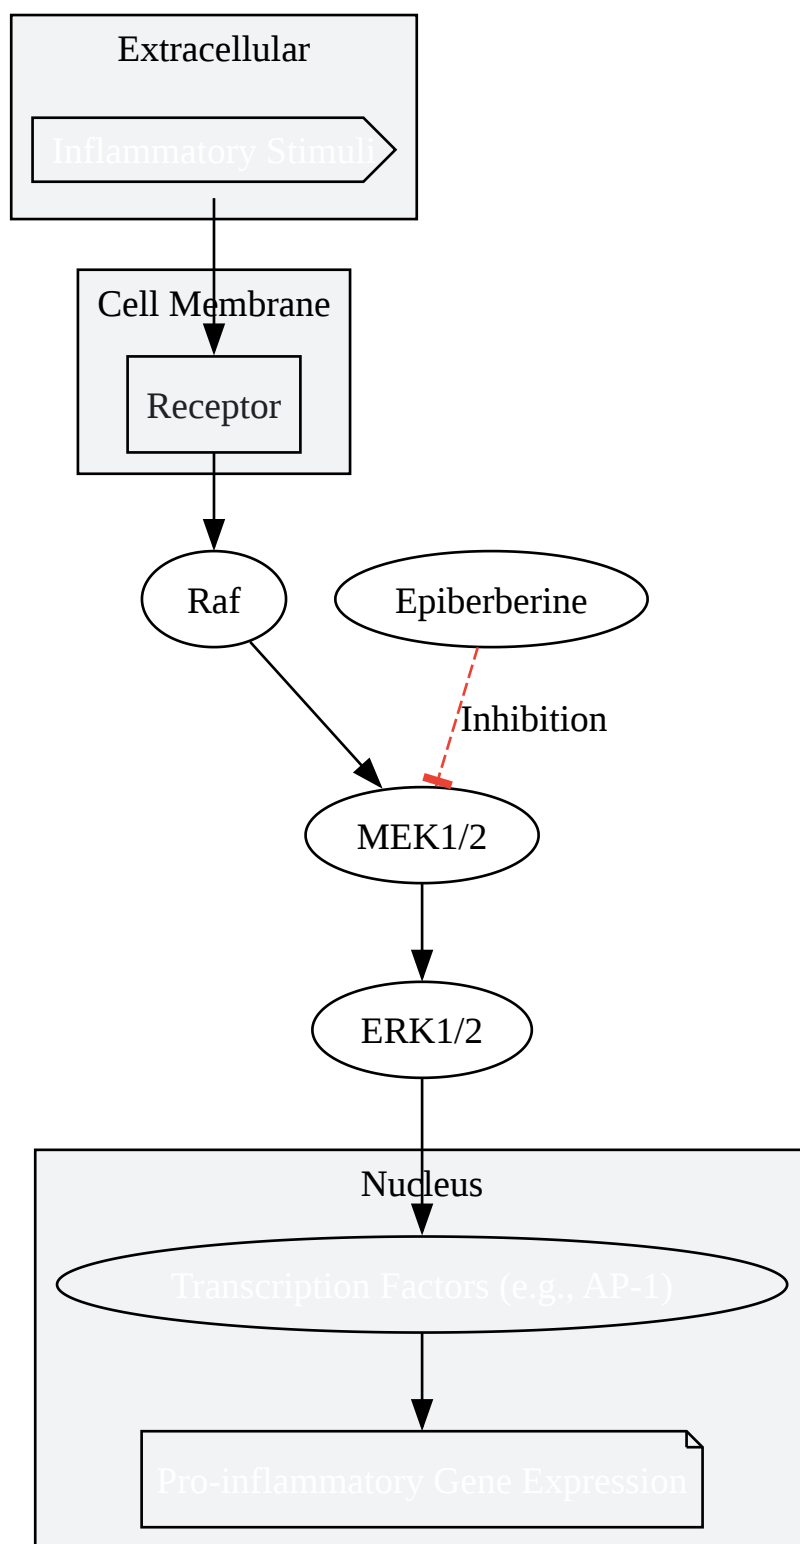 Extracellular
Inflammatory Stimuli
Cell Membrane
Receptor
Raf
Epiberberine
Inhibition
MEK1/2
ERK1/2
Nucleus
Transcription Factors (e.g., AP-1)
Pro-inflammatory Gene Expression